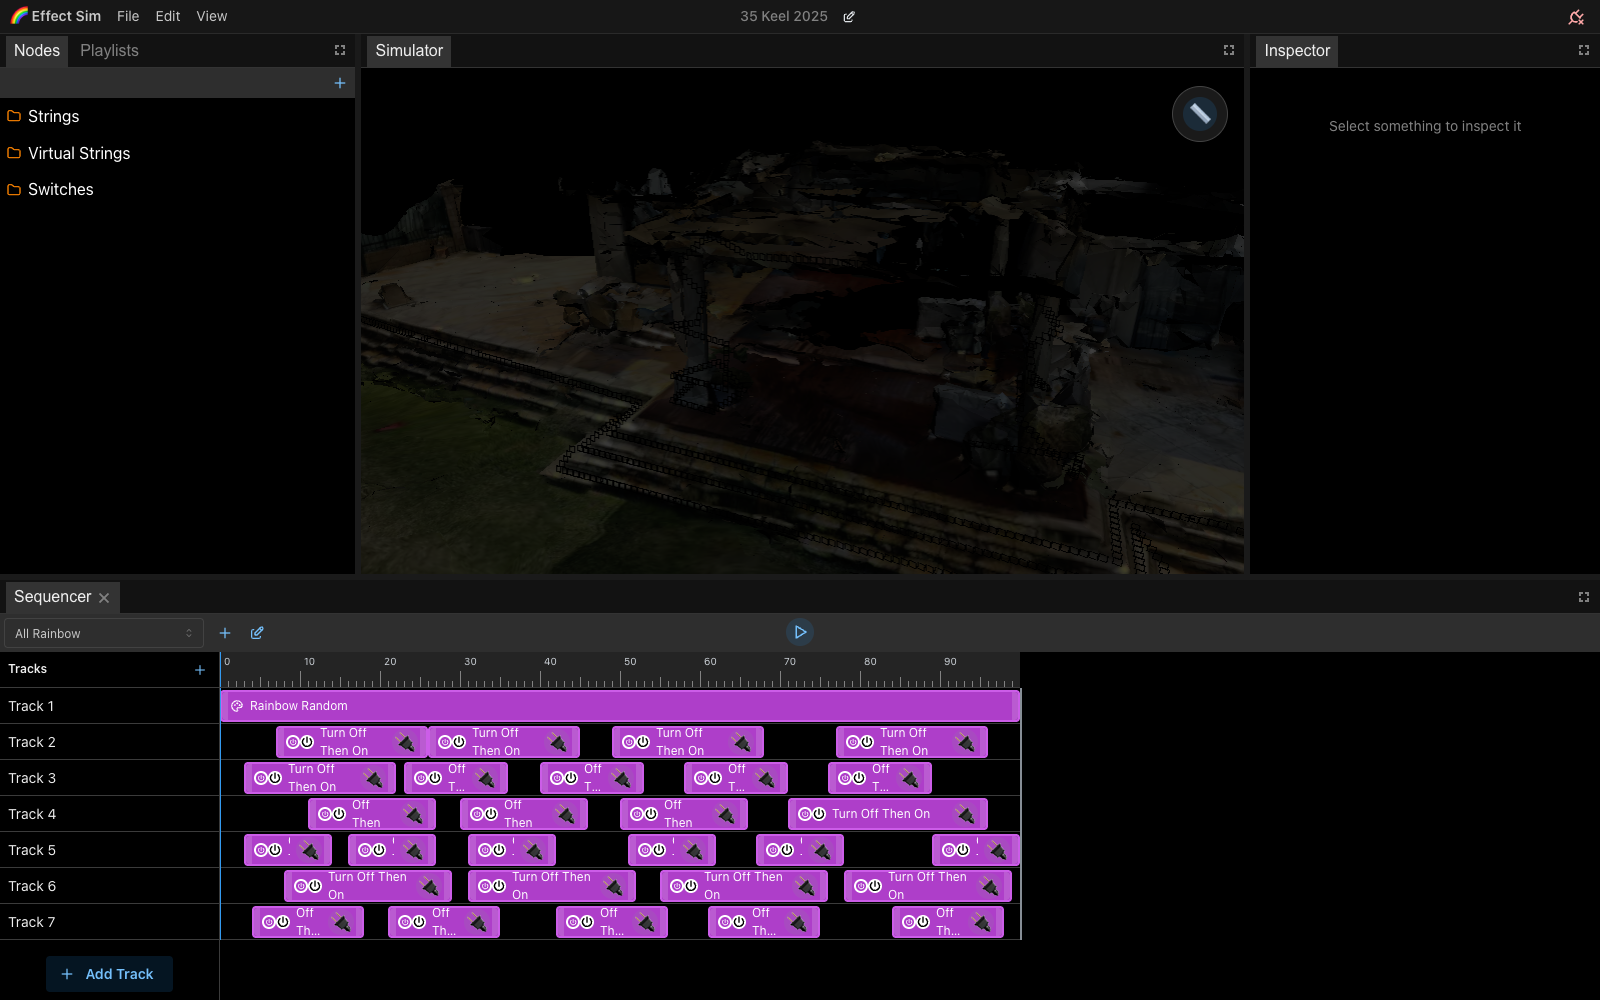 Effect Sim File Edit View 35 Keel 2025
Nodes Playlists
Simulator
Inspector
Strings
Virtual Strings
Switches
Select something to inspect it
Sequencer
All Rainbow
Tracks
0 10 20 30 40 50 60 70 80 90
Track 1
Rainbow Random
Track 2
Turn Off
Then On
Turn Off
Then On
Turn Off
Then On
Turn Off
Then On
Track 3
Turn Off
Then On
Off
T...
Off
T...
Off
T...
Off
T...
Track 4
Off
Then
Off
Then
Off
Then
Turn Off Then On
Track 5
Track 6
Turn Off Then
On
Turn Off Then
On
Turn Off Then
On
Turn Off Then
On
Track 7
Off
Th...
Off
Th...
Off
Th...
Off
Th...
Off
Th...
Add Track